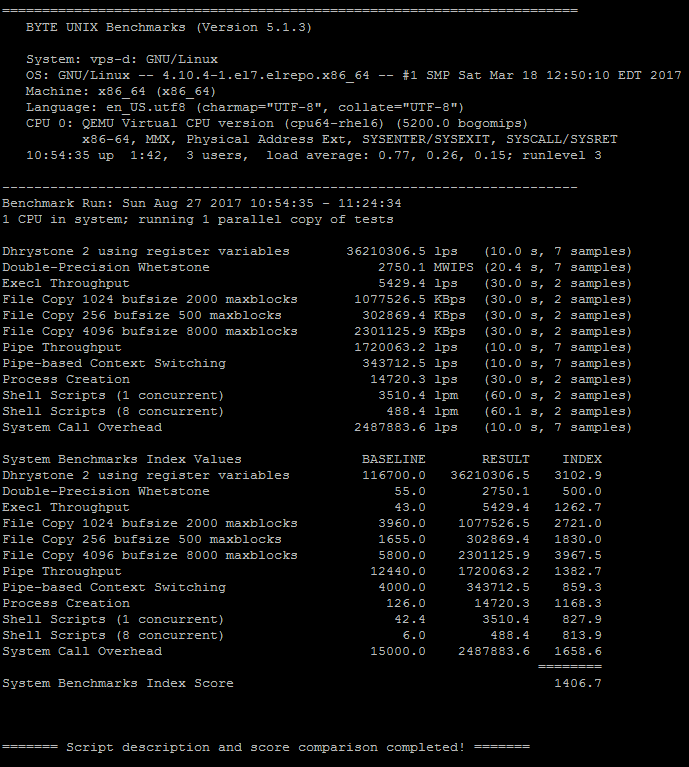 ========================================================================
   BYTE UNIX Benchmarks (Version 5.1.3)

   System: vps-d: GNU/Linux
   OS: GNU/Linux -- 4.10.4-1.el7.elrepo.x86_64 -- #1 SMP Sat Mar 18 12:50:10 EDT 2017
   Machine: x86_64 (x86_64)
   Language: en_US.utf8 (charmap="UTF-8", collate="UTF-8")
   CPU 0: QEMU Virtual CPU version (cpu64-rhel6) (5200.0 bogomips)
          x86-64, MMX, Physical Address Ext, SYSENTER/SYSEXIT, SYSCALL/SYSRET
   10:54:35 up  1:42,  3 users,  load average: 0.77, 0.26, 0.15; runlevel 3

------------------------------------------------------------------------
Benchmark Run: Sun Aug 27 2017 10:54:35 - 11:24:34
1 CPU in system; running 1 parallel copy of tests

Dhrystone 2 using register variables       36210306.5 lps   (10.0 s, 7 samples)
Double-Precision Whetstone                     2750.1 MWIPS (20.4 s, 7 samples)
Execl Throughput                               5429.4 lps   (30.0 s, 2 samples)
File Copy 1024 bufsize 2000 maxblocks       1077526.5 KBps  (30.0 s, 2 samples)
File Copy 256 bufsize 500 maxblocks          302869.4 KBps  (30.0 s, 2 samples)
File Copy 4096 bufsize 8000 maxblocks       2301125.9 KBps  (30.0 s, 2 samples)
Pipe Throughput                             1720063.2 lps   (10.0 s, 7 samples)
Pipe-based Context Switching                 343712.5 lps   (10.0 s, 7 samples)
Process Creation                              14720.3 lps   (30.0 s, 2 samples)
Shell Scripts (1 concurrent)                   3510.4 lpm   (60.0 s, 2 samples)
Shell Scripts (8 concurrent)                    488.4 lpm   (60.1 s, 2 samples)
System Call Overhead                        2487883.6 lps   (10.0 s, 7 samples)

System Benchmarks Index Values               BASELINE       RESULT    INDEX
Dhrystone 2 using register variables         116700.0   36210306.5   3102.9
Double-Precision Whetstone                       55.0       2750.1    500.0
Execl Throughput                                 43.0       5429.4   1262.7
File Copy 1024 bufsize 2000 maxblocks          3960.0    1077526.5   2721.0
File Copy 256 bufsize 500 maxblocks            1655.0     302869.4   1830.0
File Copy 4096 bufsize 8000 maxblocks          5800.0    2301125.9   3967.5
Pipe Throughput                               12440.0    1720063.2   1382.7
Pipe-based Context Switching                   4000.0     343712.5    859.3
Process Creation                                126.0      14720.3   1168.3
Shell Scripts (1 concurrent)                     42.4       3510.4    827.9
Shell Scripts (8 concurrent)                      6.0        488.4    813.9
System Call Overhead                          15000.0    2487883.6   1658.6
                                                                   ========
System Benchmarks Index Score                                        1406.7

======= Script description and score comparison completed! =======